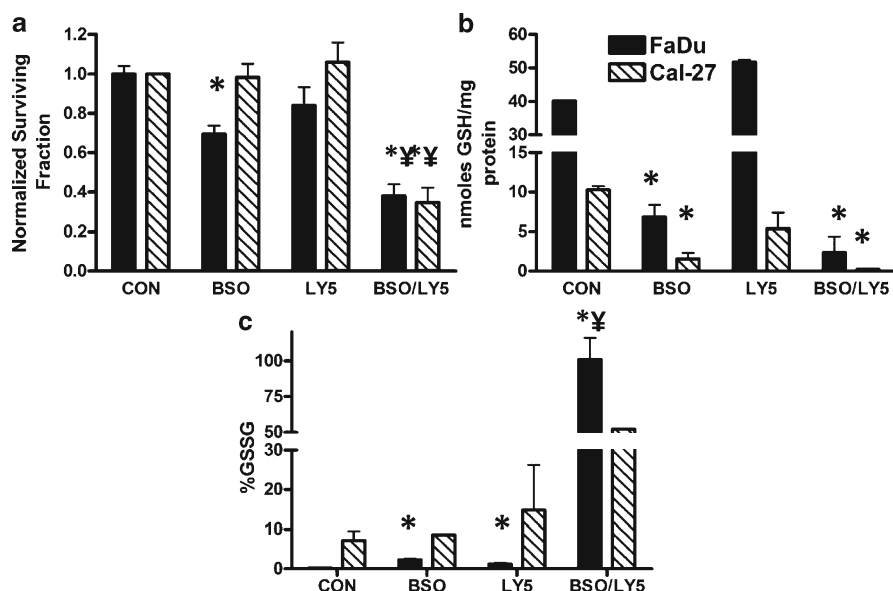 a
Normalized Surviving
Fraction
1.2
1.0
0.8
0.6
0.4
0.2
0.0
*
*¥*¥
CON
BSO
LY5
BSO/LY5
b
nmoles GSH/mg
protein
60
50
40
30
15
10
5
0
FaDu
Cal-27
*
*
*
*
CON
BSO
LY5
BSO/LY5
c
%GSSG
100
75
50
30
20
10
0
*
*
*¥
CON
BSO
LY5
BSO/LY5